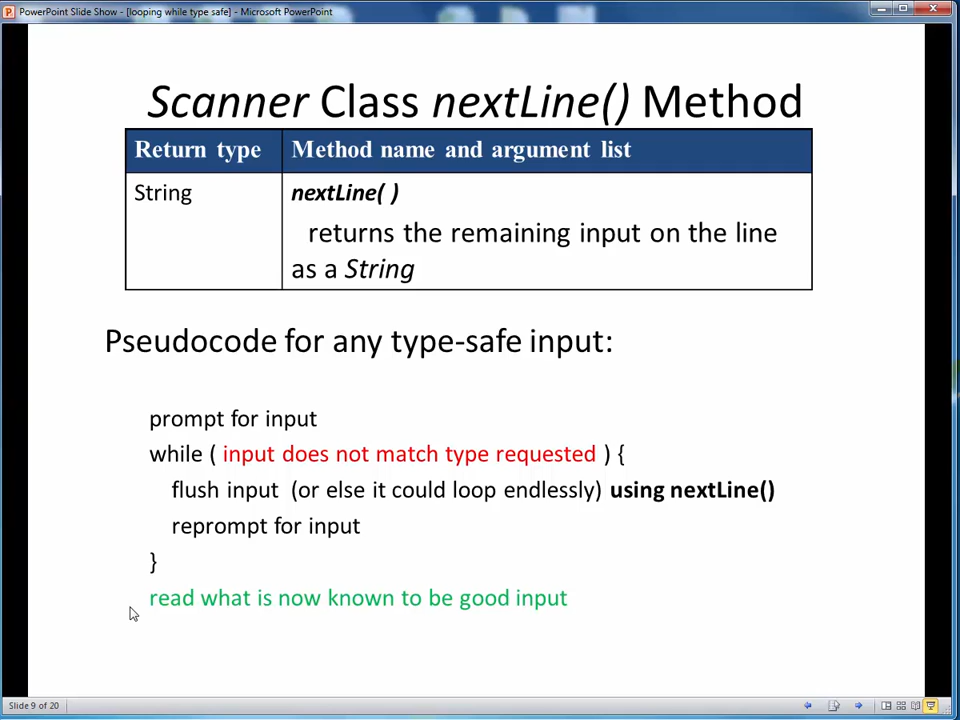 PowerPoint Slide Show - [looping while type safe] - Microsoft PowerPoint
Scanner Class nextLine() Method
Return type Method name and argument list
String nextLine( )
returns the remaining input on the line
as a String
Pseudocode for any type-safe input:
prompt for input
while ( input does not match type requested ) {
flush input (or else it could loop endlessly) using nextLine()
reprompt for input
}
read what is now known to be good input
Slide 9 of 20